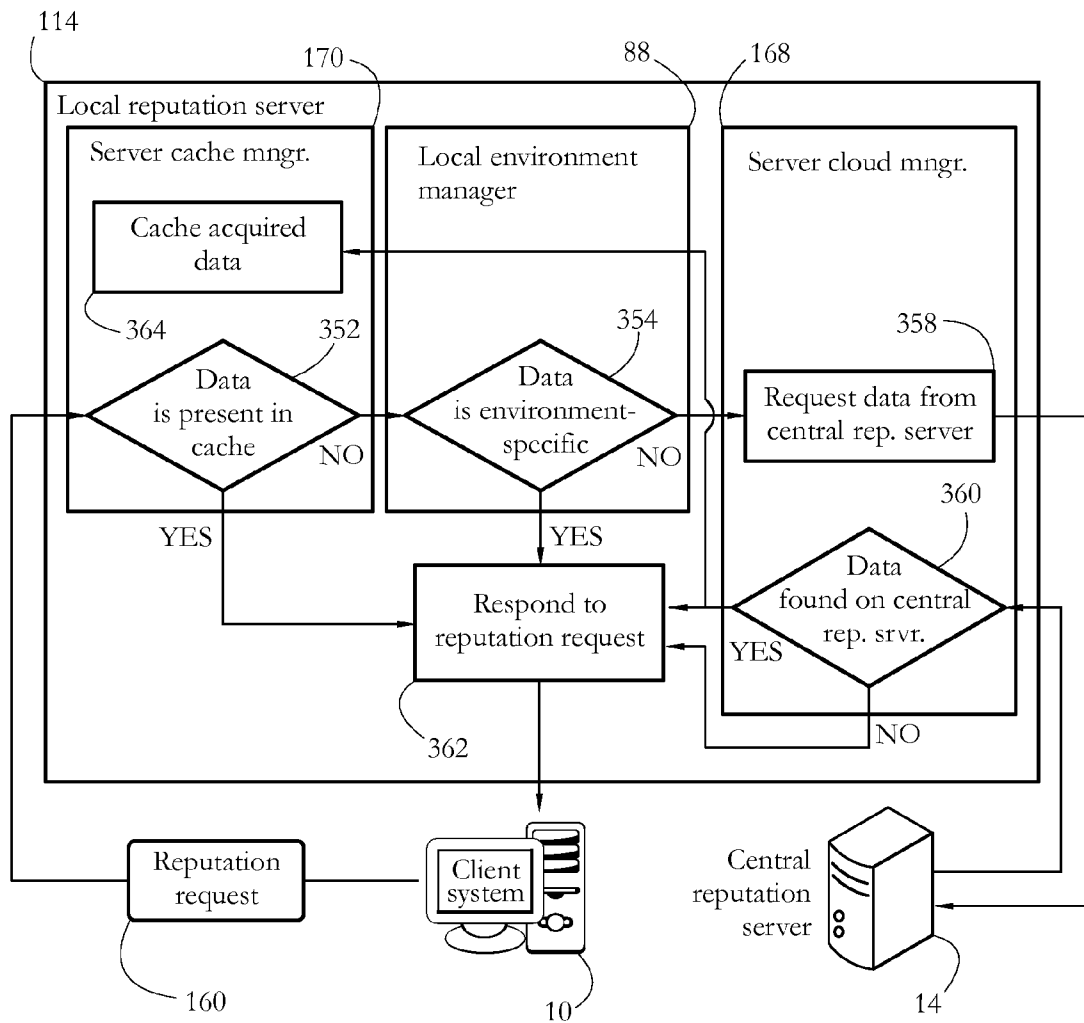 114
170
88
168
Local reputation server
Server cache mngr.
Local environment
manager
Server cloud mngr.
Cache acquired
data
364
352
354
358
Data
is present in
cache
NO
Data
is environment-
specific
NO
Request data from
central rep. server
YES
YES
360
Respond to
reputation request
Data
found on central
rep. srvr.
YES
NO
362
Reputation
request
Client
system
Central
reputation
server
160
10
14